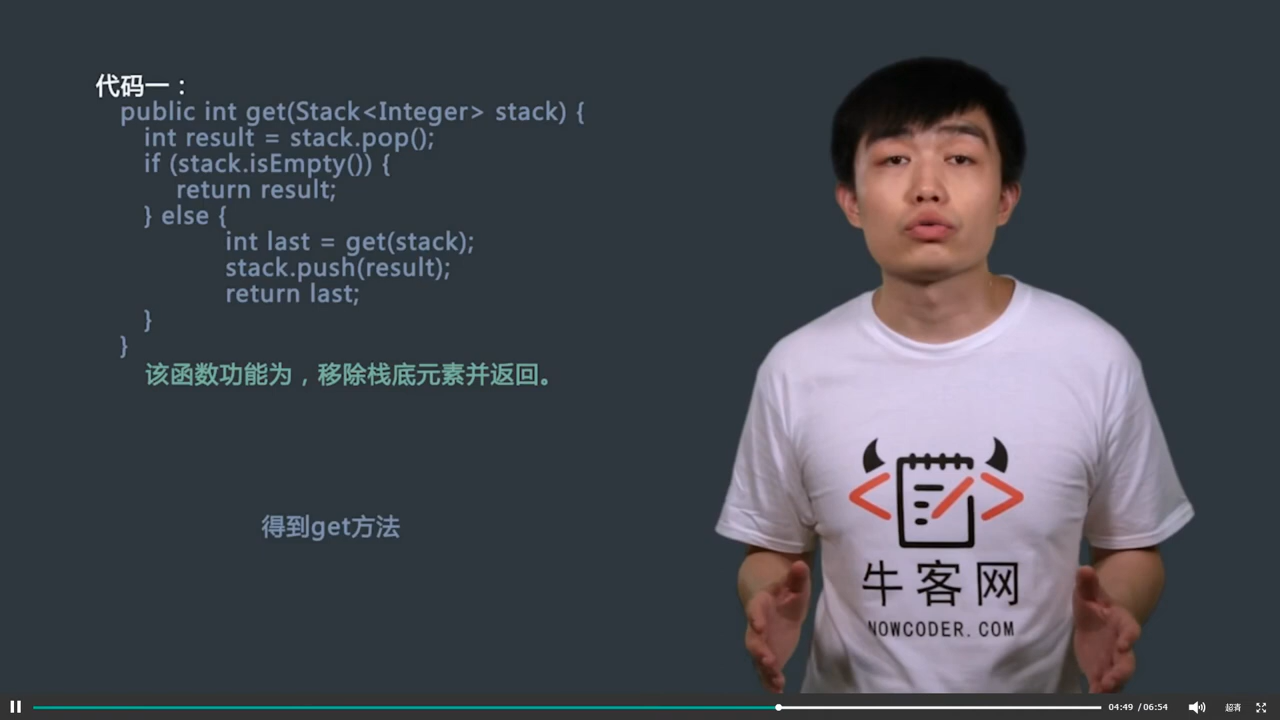 代码一：
public int get(Stack<Integer> stack) {
int result = stack.pop();
if (stack.isEmpty()) {
return result;
} else {
int last = get(stack);
stack.push(result);
return last;
}
}
该函数功能为，移除栈底元素并返回。
得到get方法
牛客网
NOWCODER.COM
04:49 / 06:54
超清